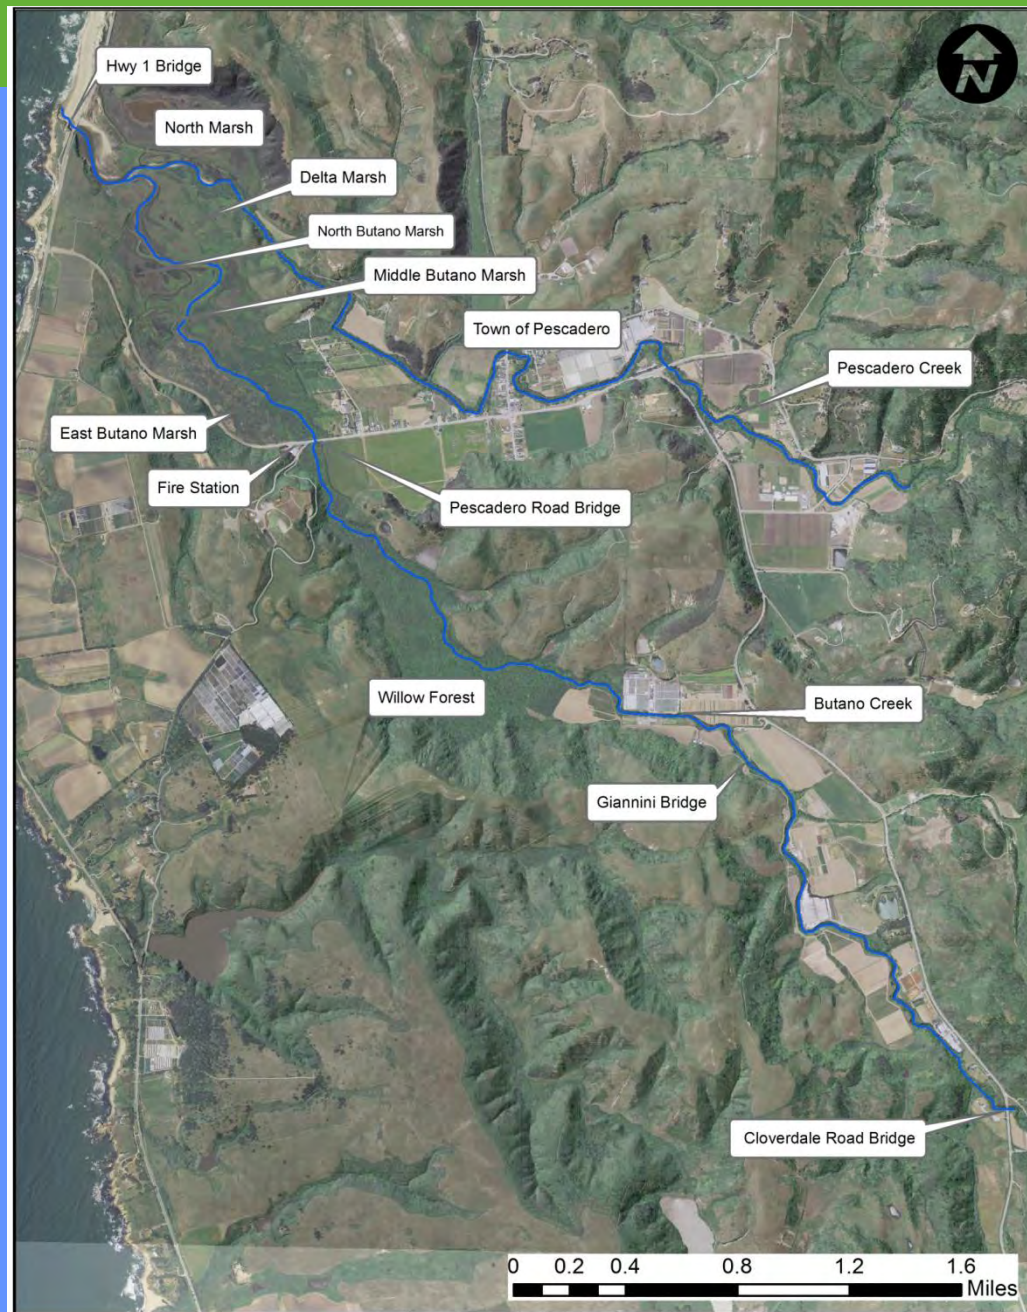 Hwy 1 Bridge
N
North Marsh
Delta Marsh
North Butano Marsh
Middle Butano Marsh
Town of Pescadero
Pescadero Creek
East Butano Marsh
Fire Station
Pescadero Road Bridge
Willow Forest
Butano Creek
Giannini Bridge
Cloverdale Road Bridge
0 0.2 0.4 0.8 1.2 1.6
Miles